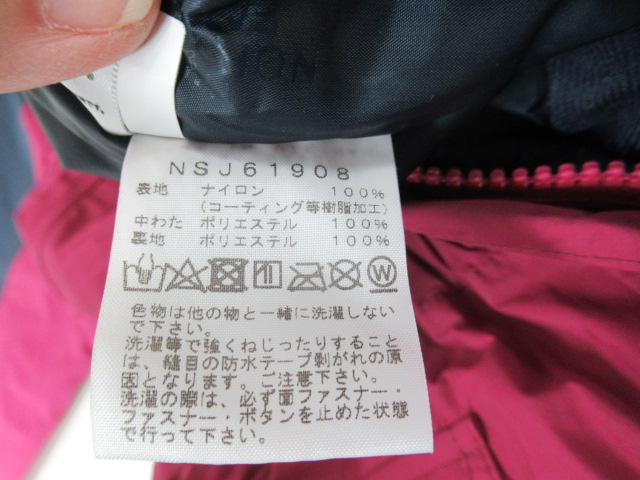 NSJ61908
表地 ナイロン 100%
(コーティング等樹脂加工)
中わた ポリエステル 100%
裏地 ポリエステル 100%
色物は他の物と一緒に洗濯しない
で下さい。
洗濯等で強くねじったりすること
は、縫目の防水テープ剥がれの原
因となります。ご注意下さい。
洗濯の際は、必ず面ファスナー・
ファスナー・ボタンを止めた状態
で行って下さい。